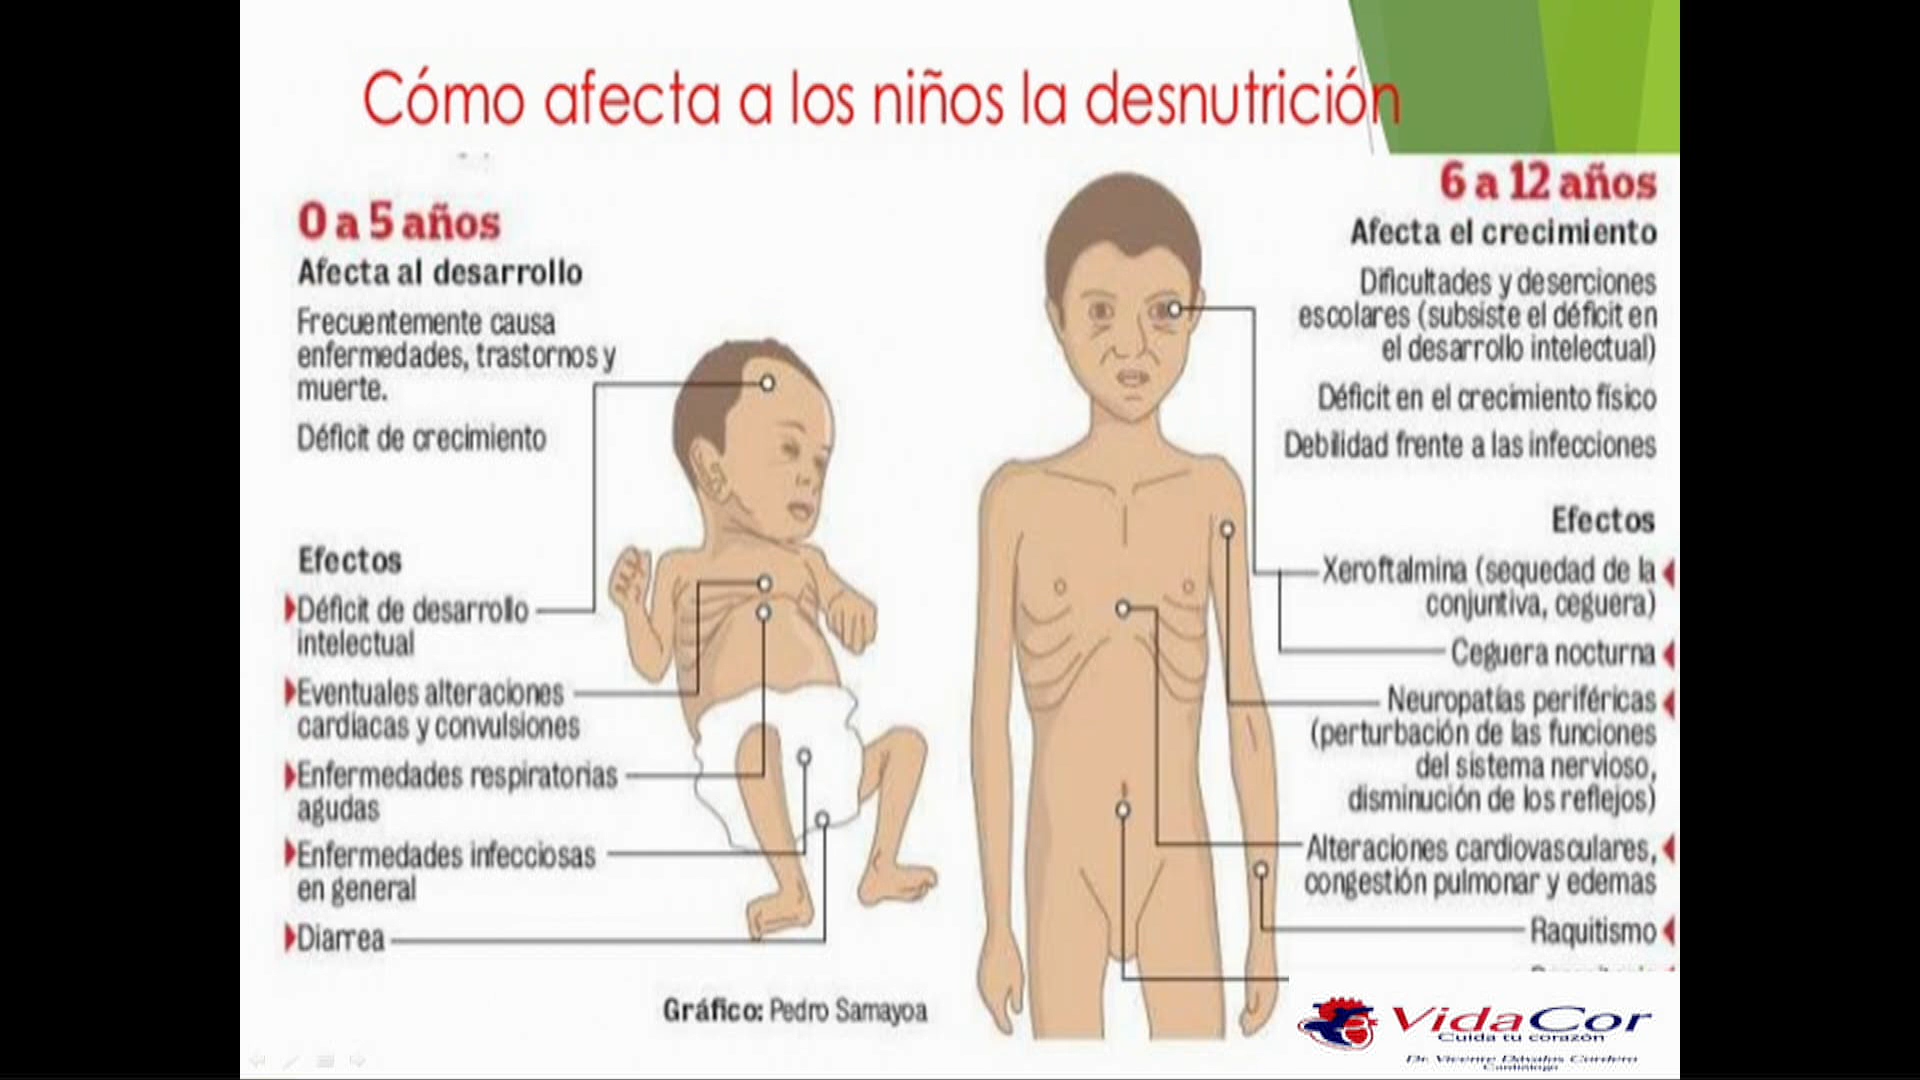 Cómo afecta a los niños la desnutrición
0 a 5 años
Afecta al desarrollo
Frecuentemente causa
enfermedades, trastornos y
muerte.
Déficit de crecimiento
Efectos
Déficit de desarrollo
intelectual
Eventuales alteraciones
cardiacas y convulsiones
Enfermedades respiratorias
agudas
Enfermedades infecciosas
en general
Diarrea
Gráfico: Pedro Samayoa
6 a 12 años
Afecta el crecimiento
Dificultades y deserciones
escolares (subsiste el déficit en
el desarrollo intelectual)
Déficit en el crecimiento físico
Debilidad frente a las infecciones
Efectos
Xeroftalmina (sequedad de la
conjuntiva, ceguera)
Ceguera nocturna
Neuropatías periféricas
(perturbación de las funciones
del sistema nervioso,
disminución de los reflejos)
Alteraciones cardiovasculares,
congestión pulmonar y edemas
Raquitismo
VidaCor
Cuida tu corazón
Dr. Vicente Dávalos Cordero
Cardiólogo